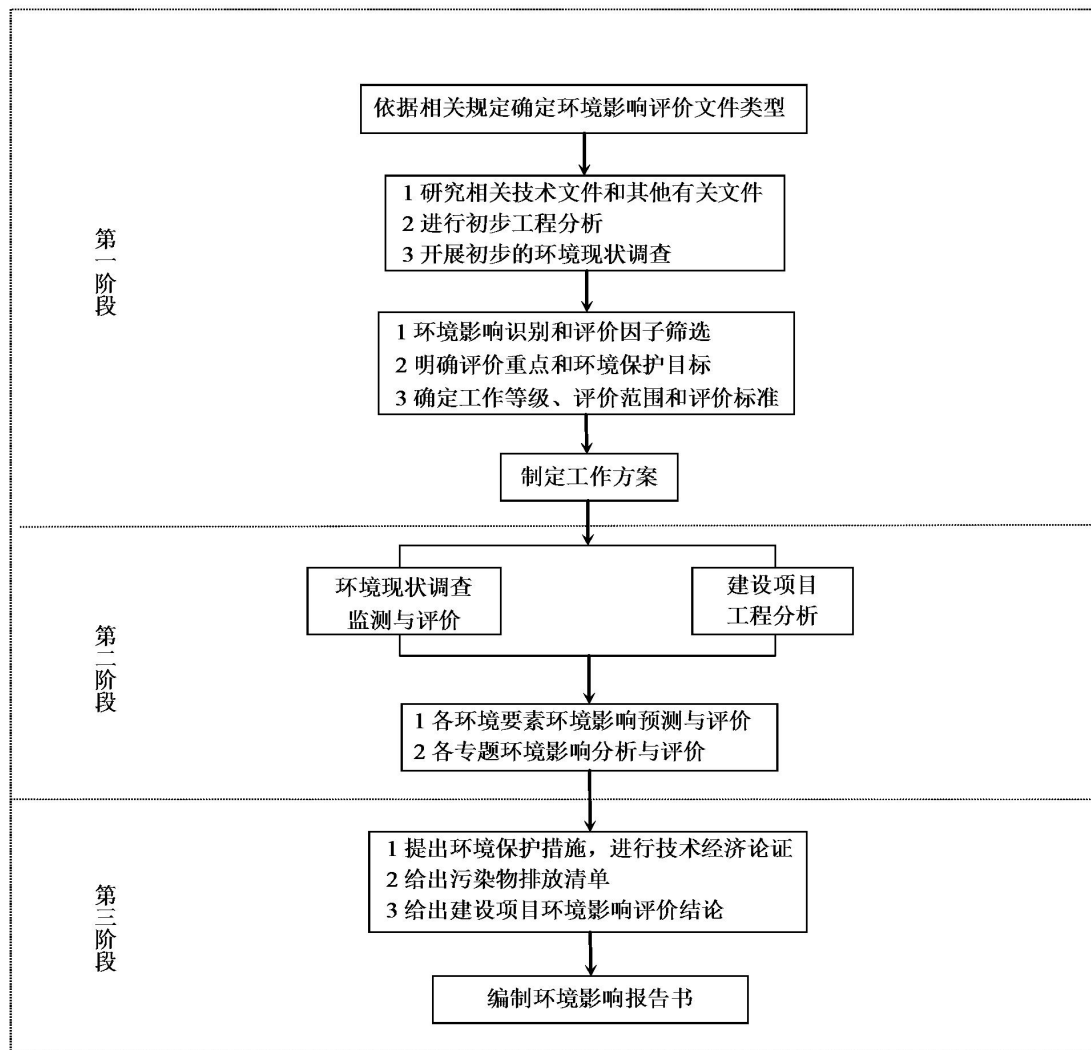 依据相关规定确定环境影响评价文件类型
1 研究相关技术文件和其他有关文件
2 进行初步工程分析
3 开展初步的环境现状调查
第一阶段
1 环境影响识别和评价因子筛选
2 明确评价重点和环境保护目标
3 确定工作等级、评价范围和评价标准
制定工作方案
第二阶段
环境现状调查
监测与评价
建设项目
工程分析
1 各环境要素环境影响预测与评价
2 各专题环境影响分析与评价
第三阶段
1 提出环境保护措施，进行技术经济论证
2 给出污染物排放清单
3 给出建设项目环境影响评价结论
编制环境影响报告书